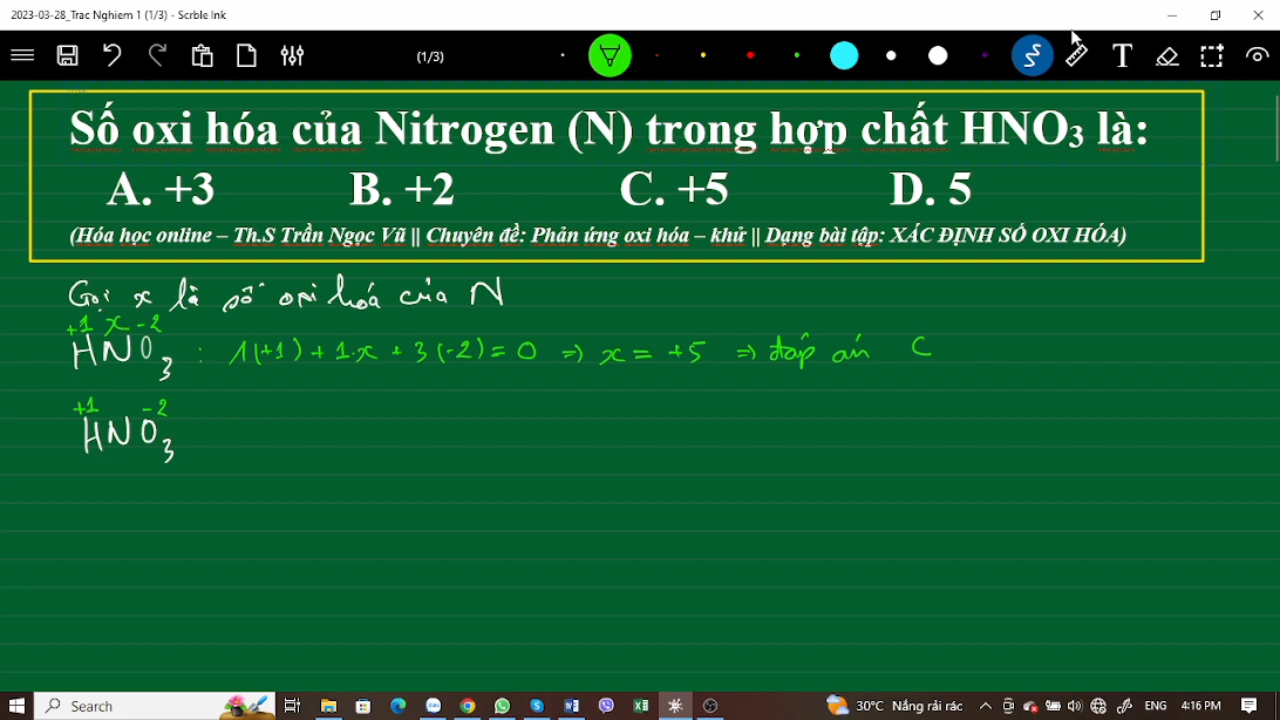 2023-03-28_Trac Nghiem 1 (1/3) - Scrble Ink
(1/3)
T
Số oxi hóa của Nitrogen (N) trong hợp chất HNO₃ là:
A. +3 B. +2 C. +5 D. 5
(Hóa học online – Th.S Trần Ngọc Vũ || Chuyên đề: Phản ứng oxi hóa – khử || Dạng bài tập: XÁC ĐỊNH SỐ OXI HÓA)
Gọi x là số oxi hóa của N
+1 x -2
HNO₃ : 1(+1) + 1.x + 3(-2) = 0 => x = +5 => đáp án C
+1 -2
HNO₃
Search 30°C Nắng rải rác ENG 4:16 PM